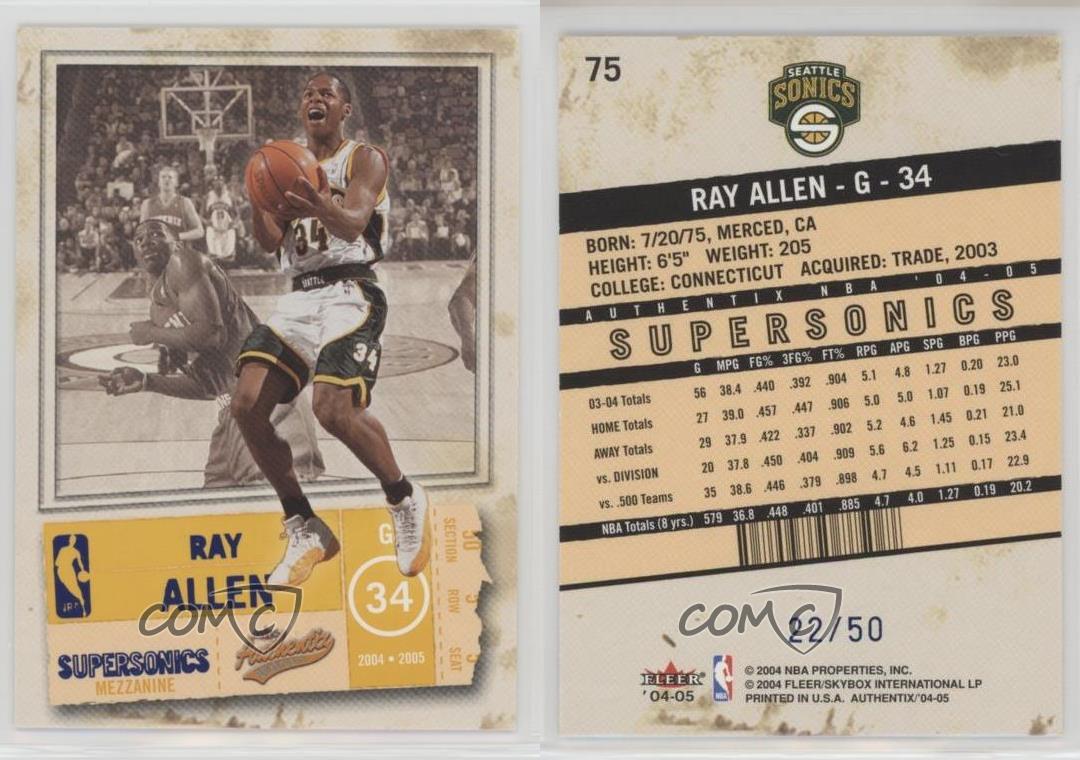 34
SEATTLE
34
RAY
ALLEN
G
34
2004 • 2005
SUPERSONICS
MEZZANINE
Authentix
SECTION
ROW 5
SEAT
COMC
75
SEATTLE
SONICS
S
RAY ALLEN - G - 34
BORN: 7/20/75, MERCED, CA
HEIGHT: 6'5" WEIGHT: 205
COLLEGE: CONNECTICUT ACQUIRED: TRADE, 2003
AUTHENTIX NBA '04-05
SUPERSONICS
G MPG FG% 3FG% FT% RPG APG SPG BPG PPG
03-04 Totals 56 38.4 .440 .392 .904 5.1 4.8 1.27 0.20 23.0
HOME Totals 27 39.0 .457 .447 .906 5.0 5.0 1.07 0.19 25.1
AWAY Totals 29 37.9 .422 .337 .902 5.2 4.6 1.45 0.21 21.0
vs. DIVISION 20 37.8 .450 .404 .909 5.6 6.2 1.25 0.15 23.4
vs. .500 Teams 35 38.6 .446 .379 .898 4.7 4.5 1.11 0.17 22.9
NBA Totals (8 yrs.) 579 36.8 .448 .401 .885 4.7 4.0 1.27 0.19 20.2
COMC
22/50
FLEER
'04-05
NBA
© 2004 NBA PROPERTIES, INC.
© 2004 FLEER/SKYBOX INTERNATIONAL LP
PRINTED IN U.S.A. AUTHENTIX/'04-05